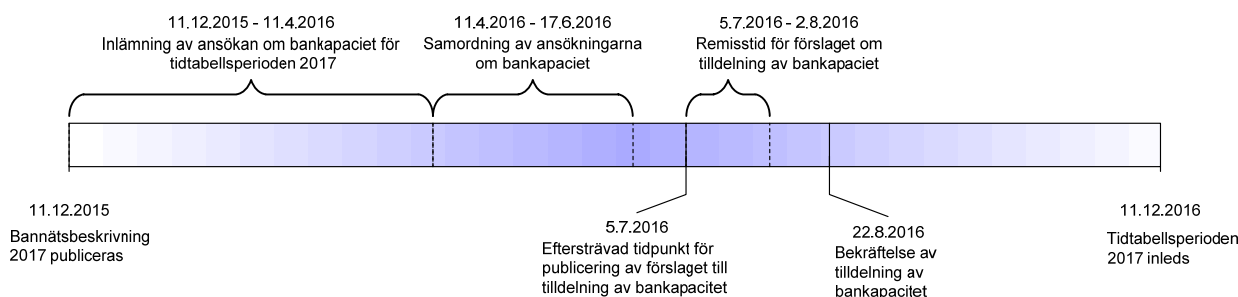 11.12.2015 - 11.4.2016
Inlämning av ansökan om bankapaciet för
tidtabellsperioden 2017
11.4.2016 - 17.6.2016
Samordning av ansökningarna
om bankapaciet
5.7.2016 - 2.8.2016
Remisstid för förslaget om
tilldelning av bankapaciet
11.12.2015
Bannätsbeskrivning
2017 publiceras
5.7.2016
Eftersträvad tidpunkt för
publicering av förslaget till
tilldelning av bankapacitet
22.8.2016
Bekräftelse av
tilldelning av
bankapacitet
11.12.2016
Tidtabellsperioden
2017 inleds